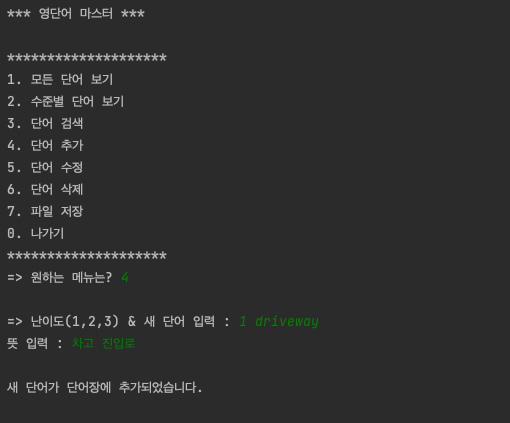 *** 영단어 마스터 ***
********************
1. 모든 단어 보기
2. 수준별 단어 보기
3. 단어 검색
4. 단어 추가
5. 단어 수정
6. 단어 삭제
7. 파일 저장
0. 나가기
********************
=> 원하는 메뉴는? 4
=> 난이도(1,2,3) & 새 단어 입력 : 1 driveway
뜻 입력 : 차고 진입로
새 단어가 단어장에 추가되었습니다.